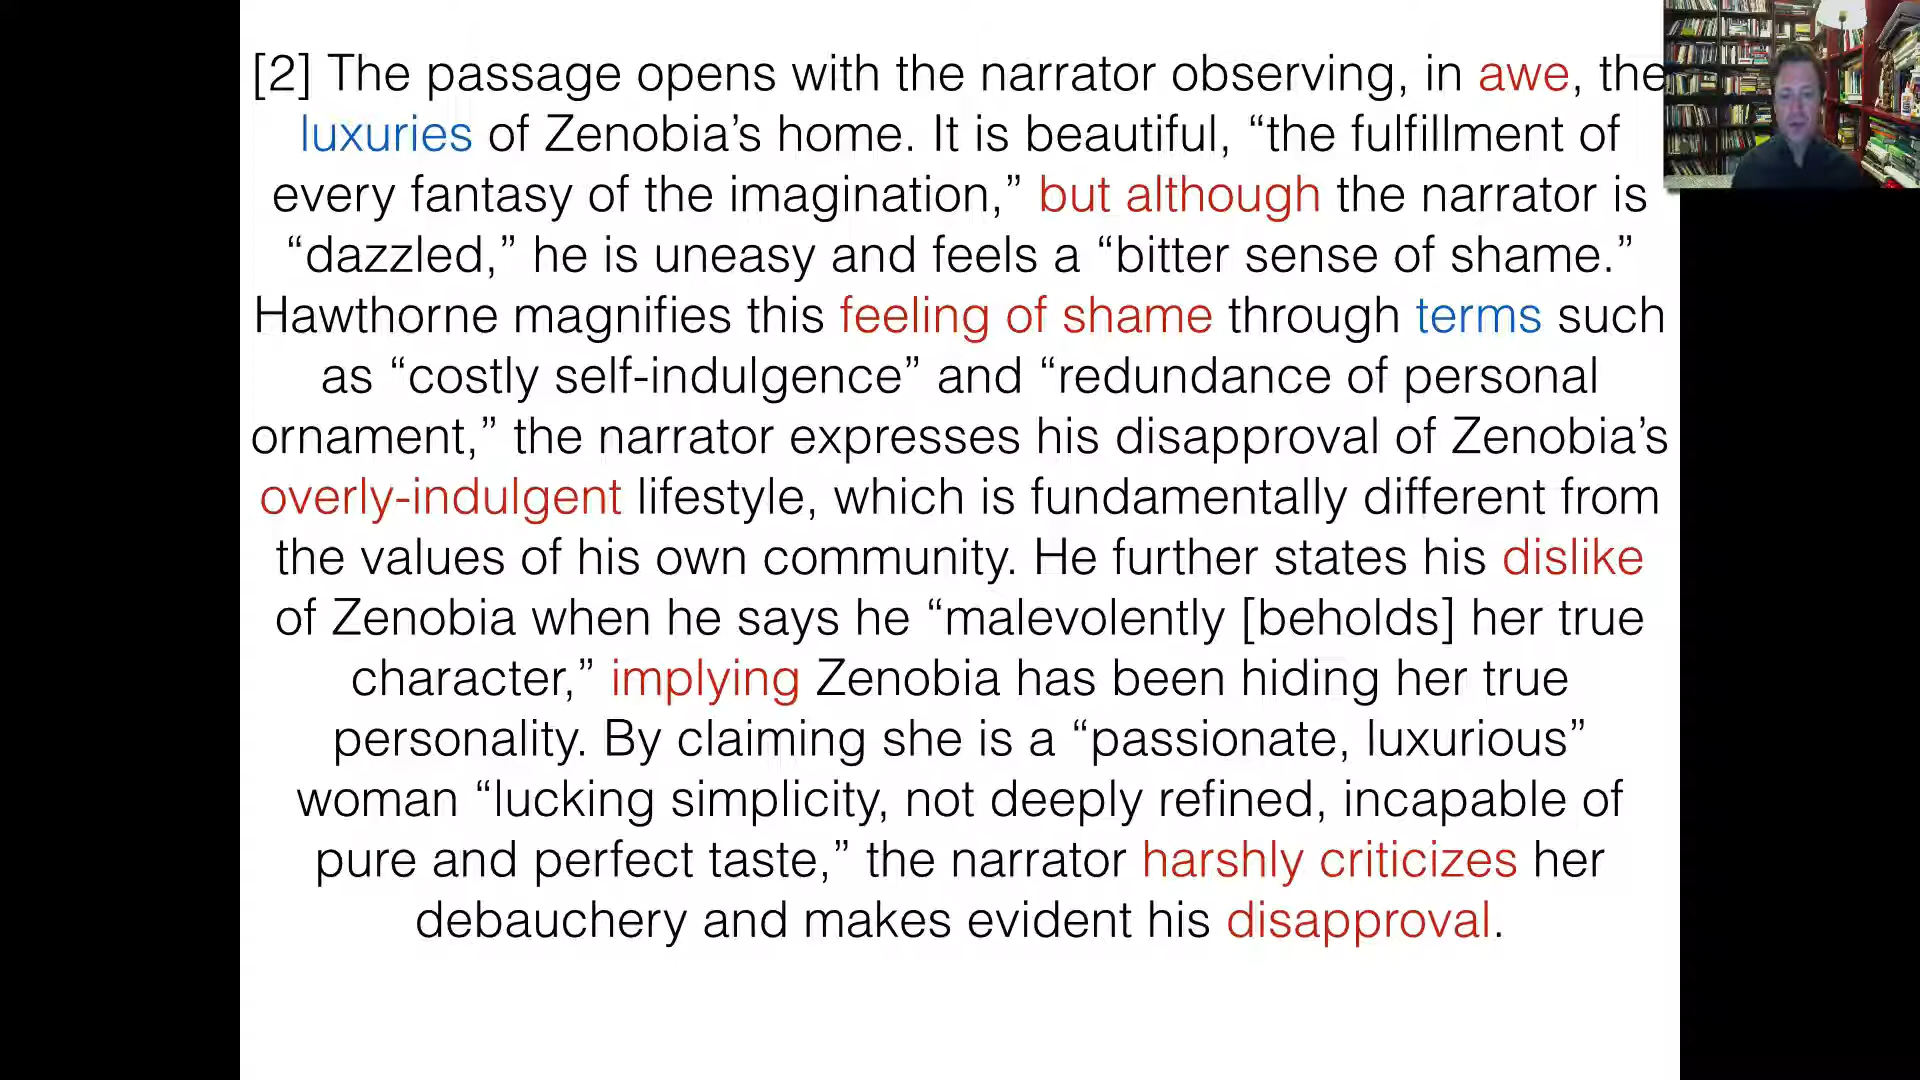 [2] The passage opens with the narrator observing, in awe, the
luxuries of Zenobia’s home. It is beautiful, “the fulfillment of
every fantasy of the imagination,” but although the narrator is
“dazzled,” he is uneasy and feels a “bitter sense of shame.”
Hawthorne magnifies this feeling of shame through terms such
as “costly self-indulgence” and “redundance of personal
ornament,” the narrator expresses his disapproval of Zenobia’s
overly-indulgent lifestyle, which is fundamentally different from
the values of his own community. He further states his dislike
of Zenobia when he says he “malevolently [beholds] her true
character,” implying Zenobia has been hiding her true
personality. By claiming she is a “passionate, luxurious”
woman “lucking simplicity, not deeply refined, incapable of
pure and perfect taste,” the narrator harshly criticizes her
debauchery and makes evident his disapproval.